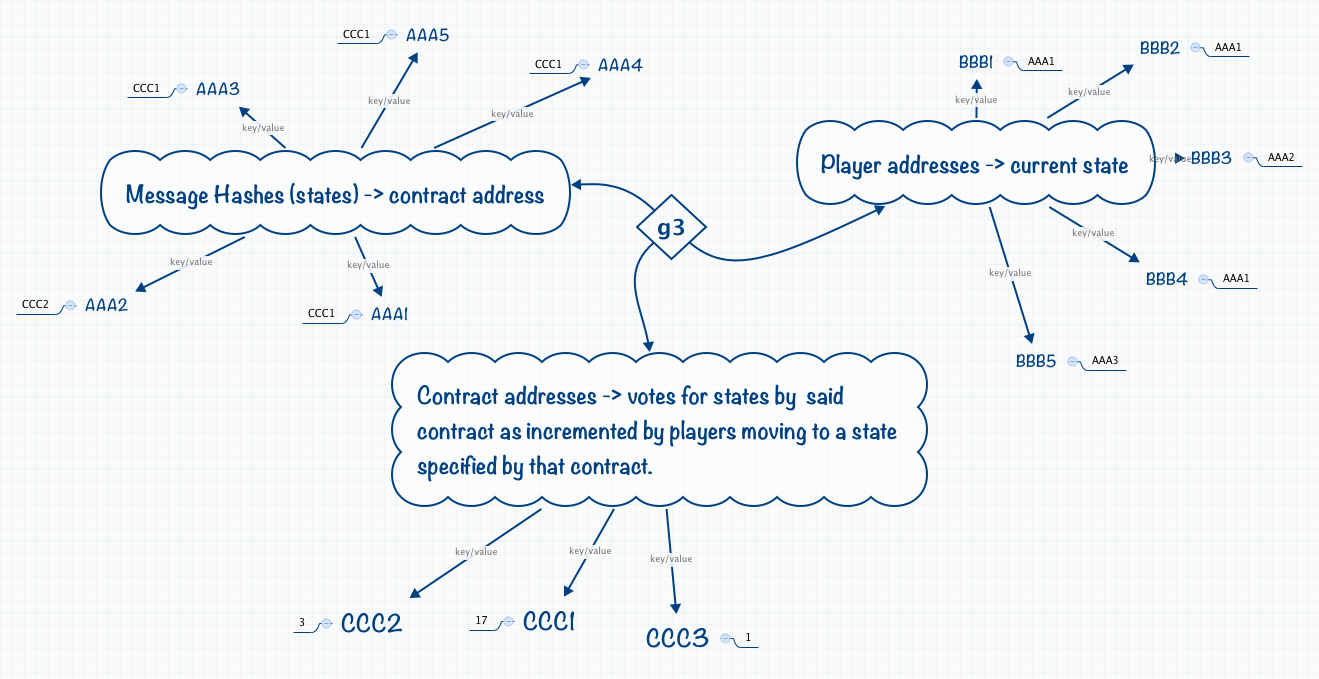 CCC1 AAA5
CCC1 AAA4
CCC1 AAA3
key/value
key/value
key/value
Message Hashes (states) -> contract address
key/value
key/value
CCC2 AAA2
CCC1 AAA1
g3
BBB1 AAA1
BBB2 AAA1
key/value
key/value
Player addresses -> current state
key/value BBB3 AAA2
key/value
key/value
BBB4 AAA1
BBB5 AAA3
Contract addresses -> votes for states by said
contract as incremented by players moving to a state
specified by that contract.
key/value
key/value
key/value
3 CCC2
17 CCC1
CCC3 1